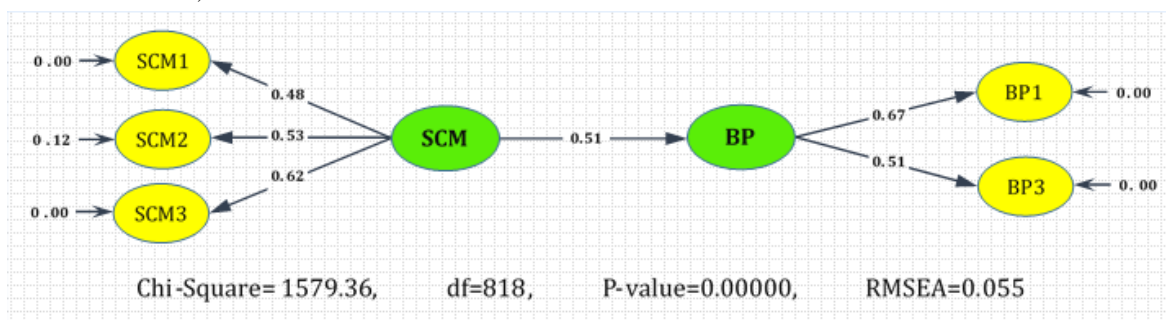 0.00
SCM1
0.48
0.12
SCM2
0.53
SCM
0.51
BP
0.62
0.00
SCM3
0.67
BP1
0.00
0.51
BP3
0.00
Chi-Square= 1579.36, df=818, P-value=0.00000, RMSEA=0.055